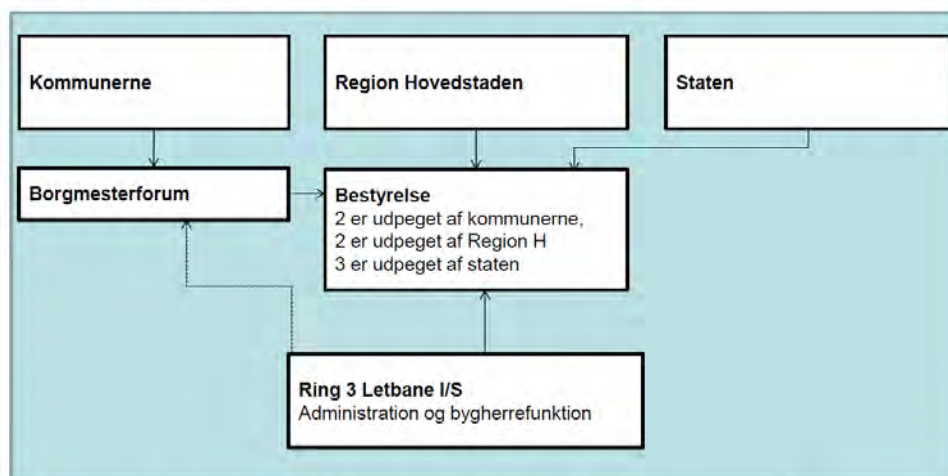 Kommunerne
Region Hovedstaden
Staten
Borgmesterforum
Bestyrelse
2 er udpeget af kommunerne,
2 er udpeget af Region H
3 er udpeget af staten
Ring 3 Letbane I/S
Administration og bygherrefunktion